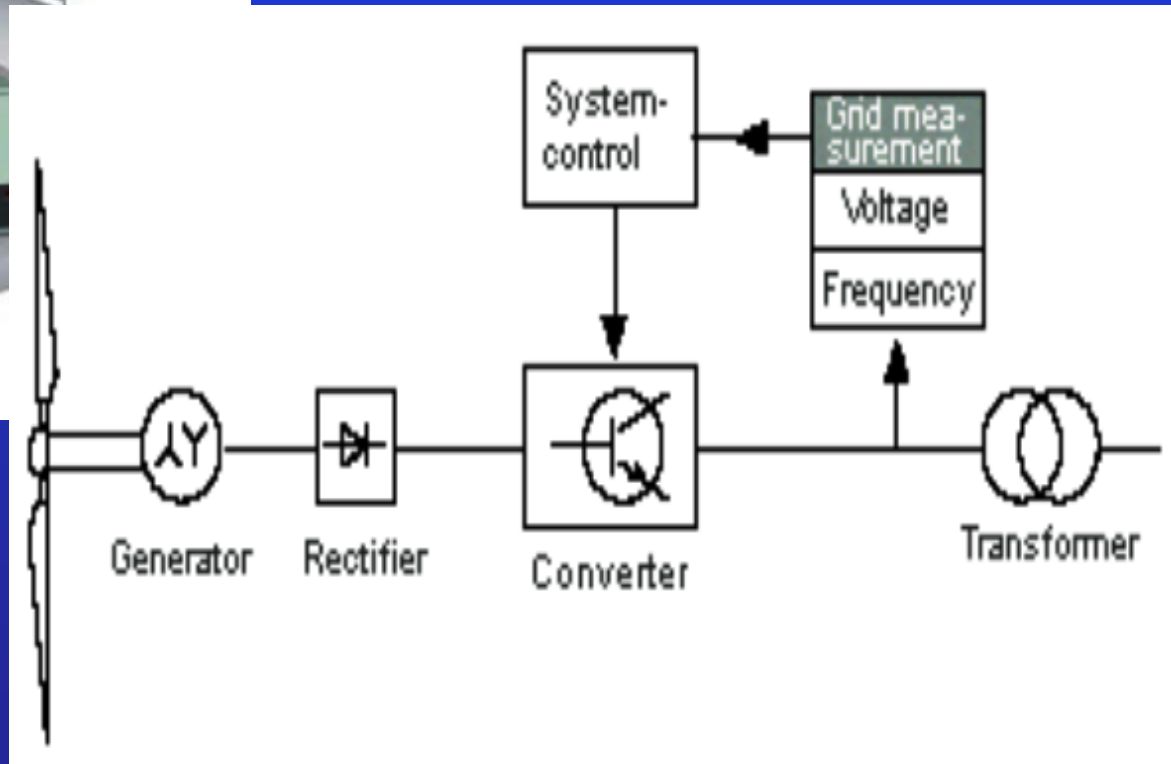 System-
control
Grid mea-
surement
Voltage
Frequency
Generator
Rectifier
Converter
Transformer